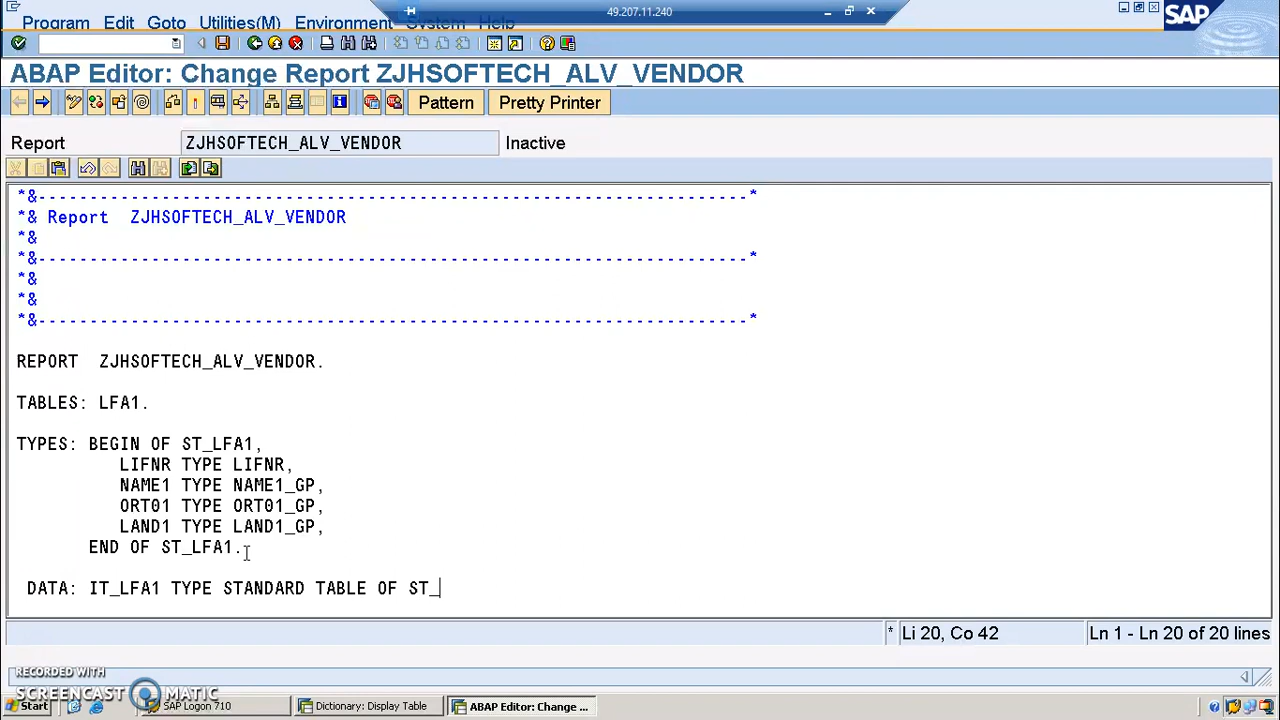 49.207.11.240
Program Edit Goto Utilities(M) Environment System Help
SAP
ABAP Editor: Change Report ZJHSOFTECH_ALV_VENDOR
Pattern Pretty Printer
Report ZJHSOFTECH_ALV_VENDOR Inactive
*&---------------------------------------------------------------------*
*& Report  ZJHSOFTECH_ALV_VENDOR
*&
*&---------------------------------------------------------------------*
*&
*&
*&---------------------------------------------------------------------*
REPORT  ZJHSOFTECH_ALV_VENDOR.
TABLES: LFA1.
TYPES: BEGIN OF ST_LFA1,
LIFNR TYPE LIFNR,
NAME1 TYPE NAME1_GP,
ORT01 TYPE ORT01_GP,
LAND1 TYPE LAND1_GP,
END OF ST_LFA1.
DATA: IT_LFA1 TYPE STANDARD TABLE OF ST_
* Li 20, Co 42 Ln 1 - Ln 20 of 20 lines
RECORDED WITH
SCREENCAST MATIC
Start SAP Logon 710 Dictionary: Display Table ABAP Editor: Change ...